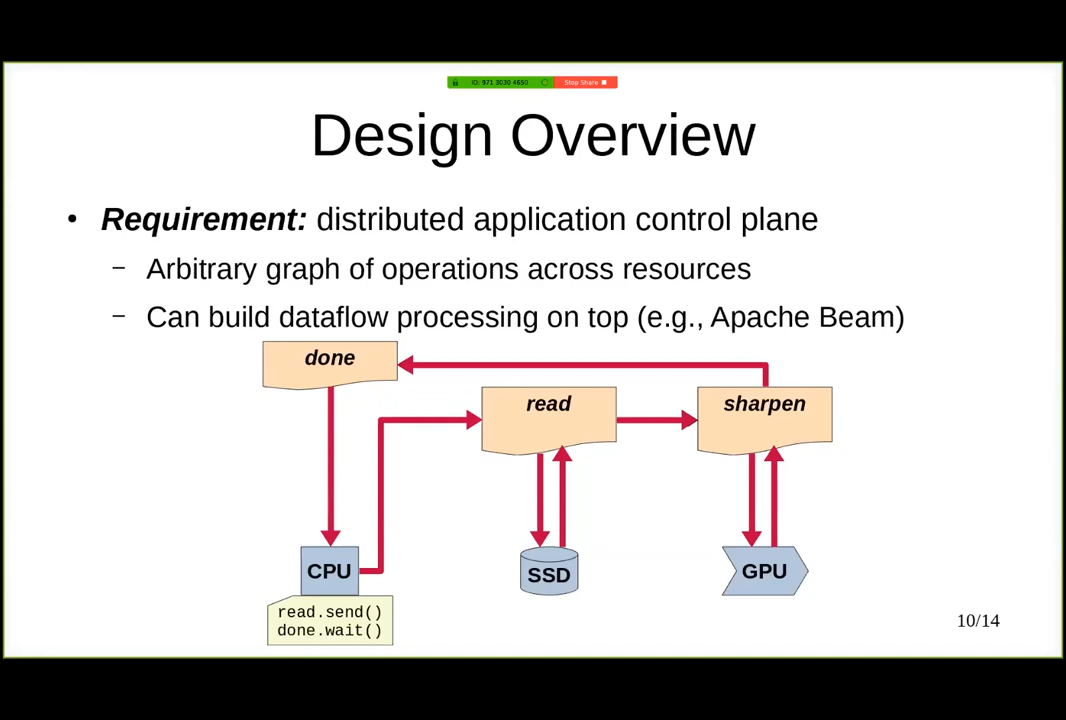 ID: 971 3030 4650 Stop Share
Design Overview
• Requirement: distributed application control plane
– Arbitrary graph of operations across resources
– Can build dataflow processing on top (e.g., Apache Beam)
done
read
sharpen
CPU
SSD
GPU
read.send()
done.wait()
10/14